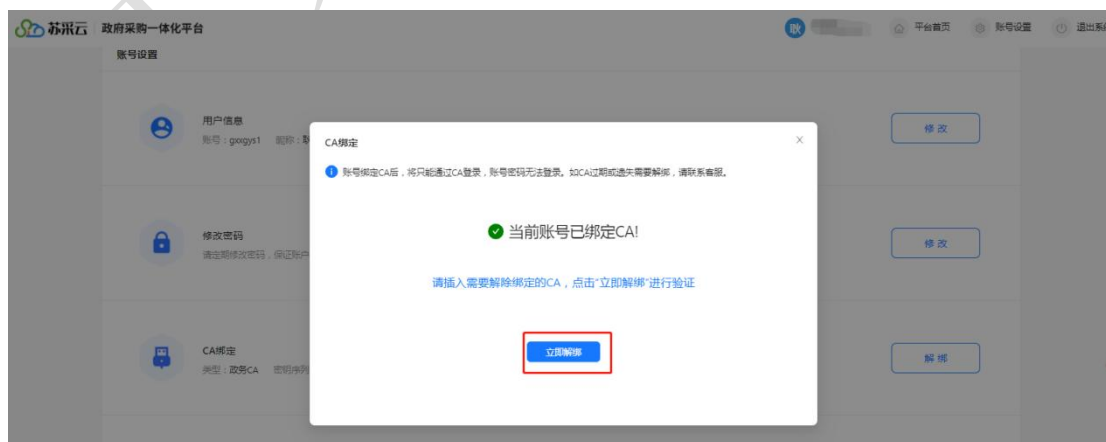 苏采云 政府采购一体化平台
耿
平台首页
账号设置
退出系
账号设置
用户信息
账号：gxxgys1 昵称：耿
修 改
CA绑定
账号绑定CA后，将只能通过CA登录，账号密码无法登录。如CA过期或遗失需要解绑，请联系客服。
当前账号已绑定CA!
请插入需要解除绑定的CA，点击“立即解绑”进行验证
立即解绑
修改密码
请定期修改密码，保证账户
修 改
CA绑定
类型：政务CA 密钥序列
解 绑